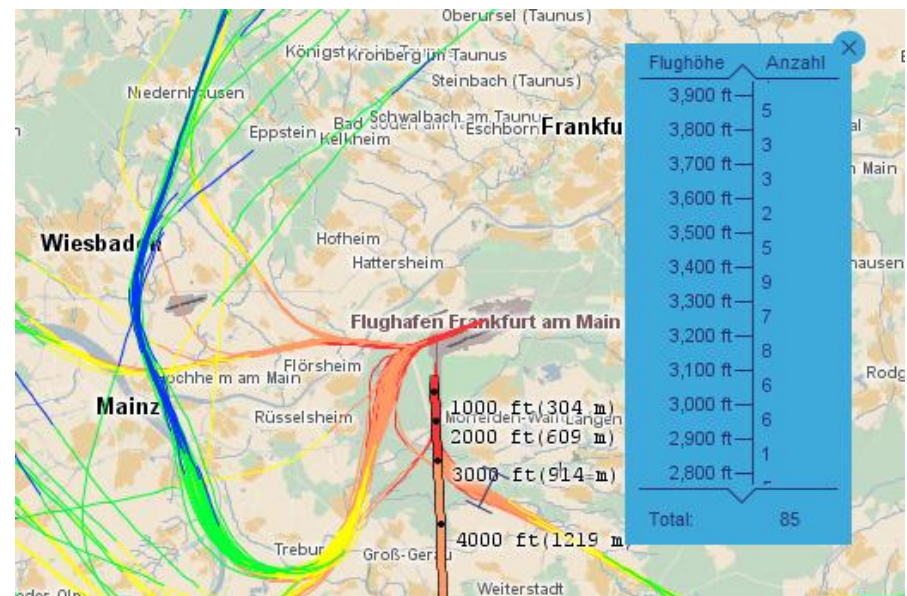 Oberursel (Taunus)
Kronberg im Taunus
Steinbach (Taunus)
Niedernhausen
Schwalbach am Taunus
Eppstein
Kelkheim
Eschborn
Frankfu
Main
Wiesbaden
Hofheim
Hattersheim
hausen
Flughafen Frankfurt am Main
Flörsheim
Hochheim am Main
Rodg
Mainz
Rüsselsheim
1000 ft(304 m)
2000 ft(609 m)
3000 ft(914 m)
4000 ft(1219 m
Trebur
Groß-Gerau
Weiterstadt
Flughöhe Anzahl
3,900 ft
5
3,800 ft
3
3,700 ft
3
3,600 ft
2
3,500 ft
5
3,400 ft
9
3,300 ft
7
3,200 ft
8
3,100 ft
6
3,000 ft
6
2,900 ft
1
2,800 ft
Total: 85